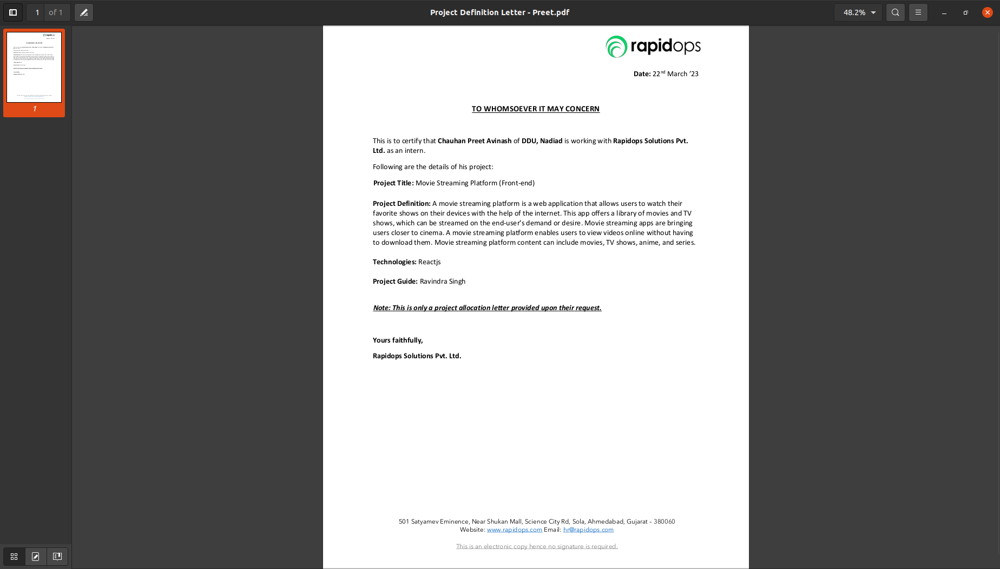 1 of 1
Project Definition Letter - Preet.pdf
48.2%
1
rapidops
Date: 22nd March '23
TO WHOMSOEVER IT MAY CONCERN
This is to certify that Chauhan Preet Avinash of DDU, Nadiad is working with Rapidops Solutions Pvt.
Ltd. as an intern.
Following are the details of his project:
Project Title: Movie Streaming Platform (Front-end)
Project Definition: A movie streaming platform is a web application that allows users to watch their
favorite shows on their devices with the help of the internet. This app offers a library of movies and TV
shows, which can be streamed on the end-user's demand or desire. Movie streaming apps are bringing
users closer to cinema. A movie streaming platform enables users to view videos online without having
to download them. Movie streaming platform content can include movies, TV shows, anime, and series.
Technologies: Reactjs
Project Guide: Ravindra Singh
Note: This is only a project allocation letter provided upon their request.
Yours faithfully,
Rapidops Solutions Pvt. Ltd.
501 Satyamev Eminence, Near Shukan Mall, Science City Rd, Sola, Ahmedabad, Gujarat – 380060
Website: www.rapidops.com Email: hr@rapidops.com
This is an electronic copy hence no signature is required.